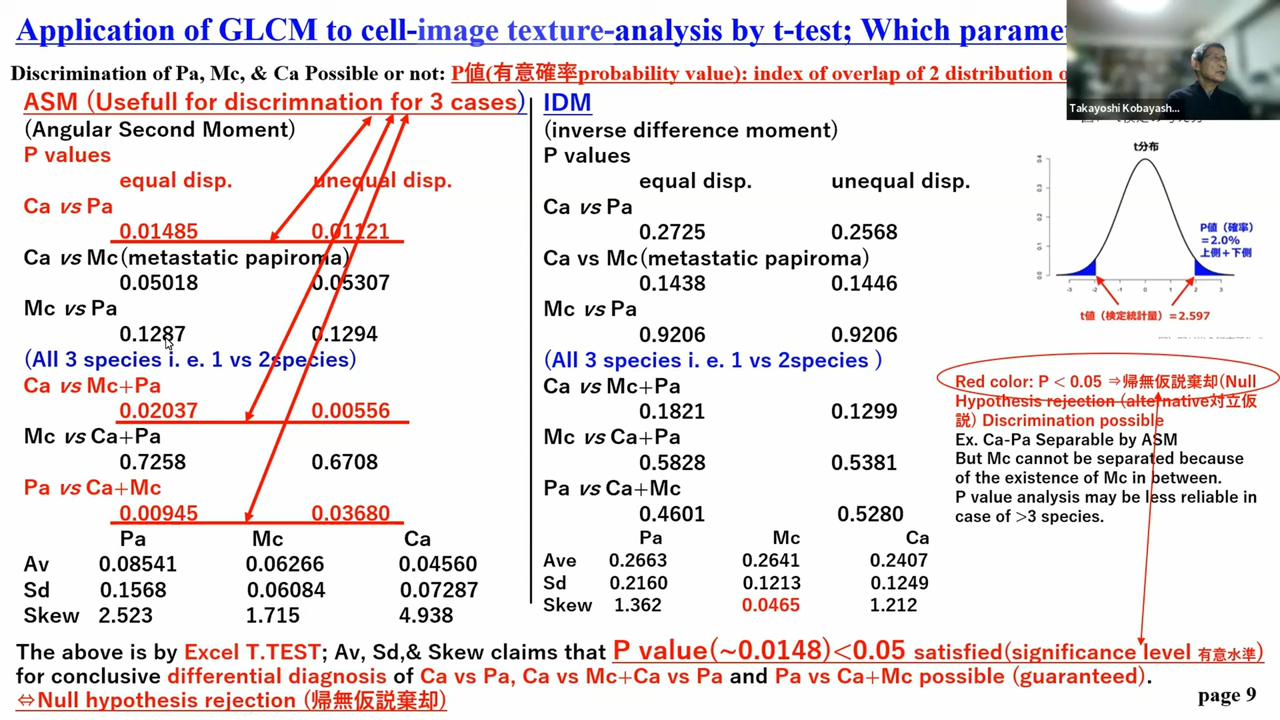 Application of GLCM to cell-image texture-analysis by t-test; Which paramet
Discrimination of Pa, Mc, & Ca Possible or not: P値(有意確率probability value): index of overlap of 2 distribution o
ASM (Usefull for discrimnation for 3 cases)
(Angular Second Moment)
P values
equal disp. unequal disp.
Ca vs Pa
0.01485 0.01121
Ca vs Mc(metastatic papiroma)
0.05018 0.05307
Mc vs Pa
0.1287 0.1294
(All 3 species i. e. 1 vs 2species)
Ca vs Mc+Pa
0.02037 0.00556
Mc vs Ca+Pa
0.7258 0.6708
Pa vs Ca+Mc
0.00945 0.03680
Pa Mc Ca
Av 0.08541 0.06266 0.04560
Sd 0.1568 0.06084 0.07287
Skew 2.523 1.715 4.938
IDM
(inverse difference moment)
P values
equal disp. unequal disp.
Ca vs Pa
0.2725 0.2568
Ca vs Mc(metastatic papiroma)
0.1438 0.1446
Mc vs Pa
0.9206 0.9206
(All 3 species i. e. 1 vs 2species )
Ca vs Mc+Pa
0.1821 0.1299
Mc vs Ca+Pa
0.5828 0.5381
Pa vs Ca+Mc
0.4601 0.5280
Pa Mc Ca
Ave 0.2663 0.2641 0.2407
Sd 0.2160 0.1213 0.1249
Skew 1.362 0.0465 1.212
Takayoshi Kobayash...
t分布
0.4
0.3
0.2
0.1
0.0
-3 -2 -1 0 1 2 3
P値（確率）
＝2.0%
上側＋下側
t値（検定統計量）＝2.597
Red color: P < 0.05 ⇒帰無仮説棄却(Null
Hypothesis rejection (alternative対立仮
説) Discrimination possible
Ex. Ca-Pa Separable by ASM
But Mc cannot be separated because
of the existence of Mc in between.
P value analysis may be less reliable in
case of >3 species.
The above is by Excel T.TEST; Av, Sd,& Skew claims that P value(~0.0148)<0.05 satisfied(significance level 有意水準)
for conclusive differential diagnosis of Ca vs Pa, Ca vs Mc+Ca vs Pa and Pa vs Ca+Mc possible (guaranteed).
⇔Null hypothesis rejection (帰無仮説棄却)
page 9